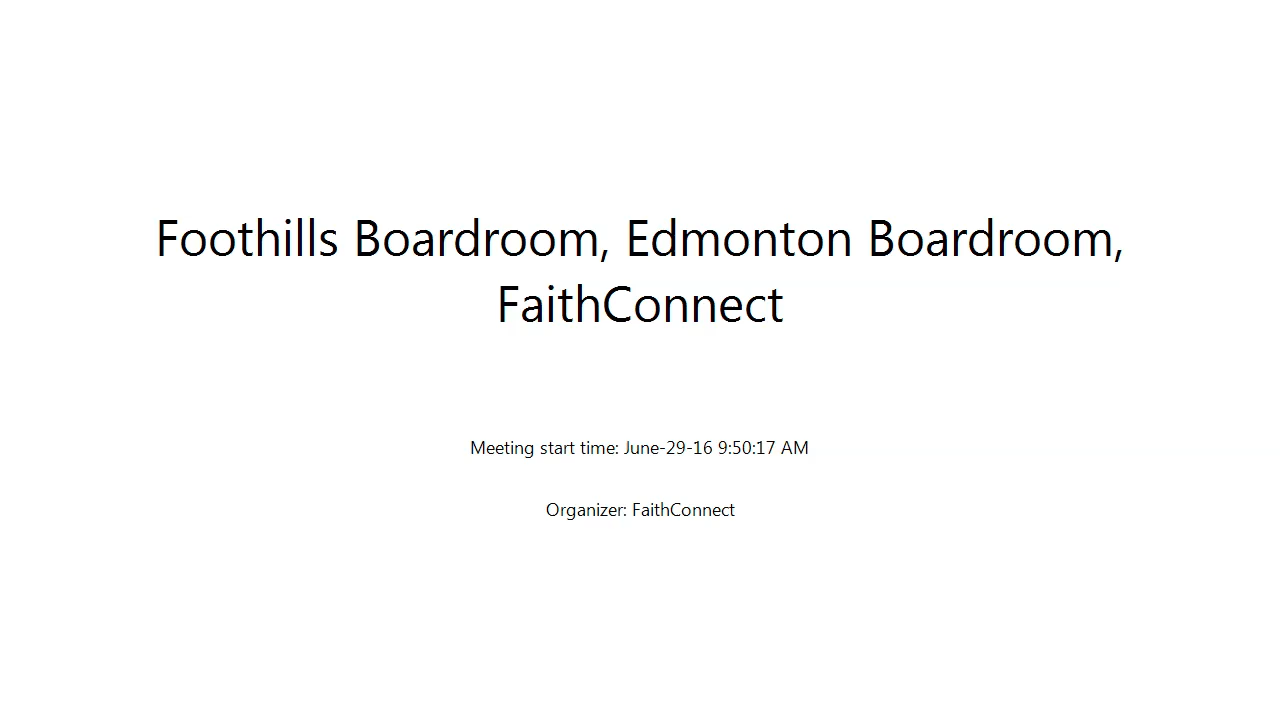 Foothills Boardroom, Edmonton Boardroom,
FaithConnect
Meeting start time: June-29-16 9:50:17 AM
Organizer: FaithConnect